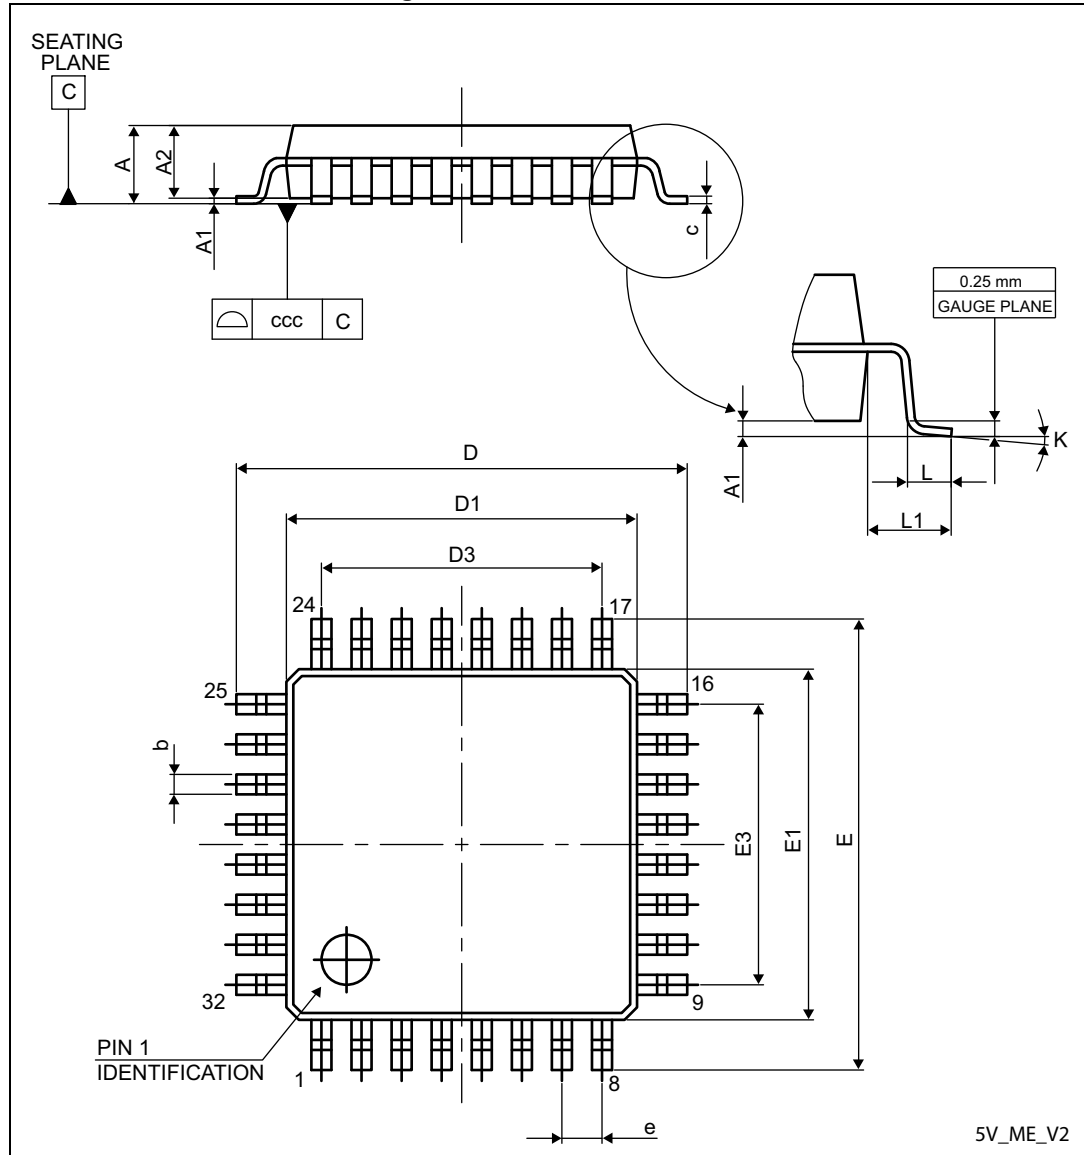 SEATING
PLANE
C
A
A2
A1
c
ccc C
0.25 mm
GAUGE PLANE
K
A1
L
L1
D
D1
D3
24
17
25
16
b
E3
E1
E
32
9
PIN 1
IDENTIFICATION
1
8
e
5V_ME_V2